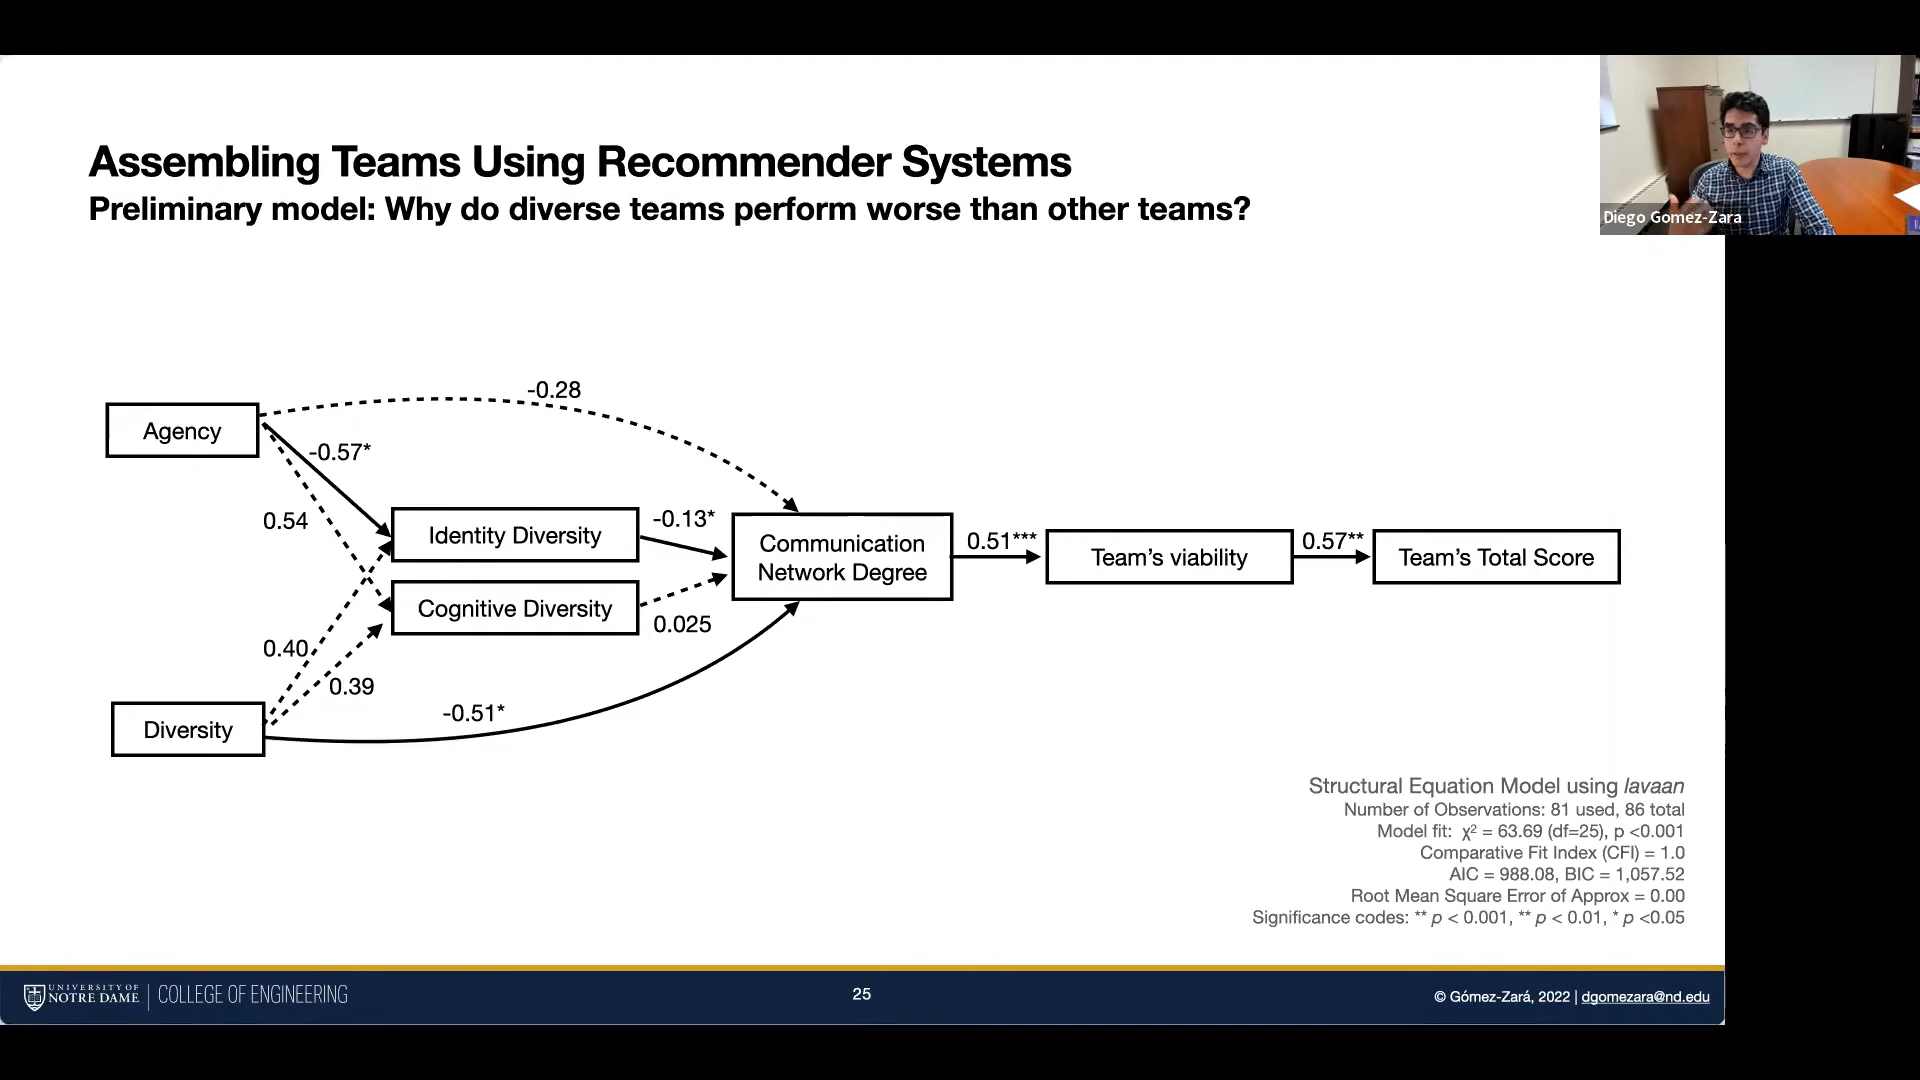 Assembling Teams Using Recommender Systems
Preliminary model: Why do diverse teams perform worse than other teams?
Diego Gomez-Zara
-0.28
Agency
-0.57*
0.54
Identity Diversity
-0.13*
Communication
Network Degree
0.51***
Team’s viability
0.57**
Team’s Total Score
Cognitive Diversity
0.025
0.40
0.39
-0.51*
Diversity
Structural Equation Model using lavaan
Number of Observations: 81 used, 86 total
Model fit: χ² = 63.69 (df=25), p <0.001
Comparative Fit Index (CFI) = 1.0
AIC = 988.08, BIC = 1,057.52
Root Mean Square Error of Approx = 0.00
Significance codes: ** p < 0.001, ** p < 0.01, * p <0.05
UNIVERSITY OF
NOTRE DAME
COLLEGE OF ENGINEERING
25
© Gómez-Zará, 2022 | dgomezara@nd.edu